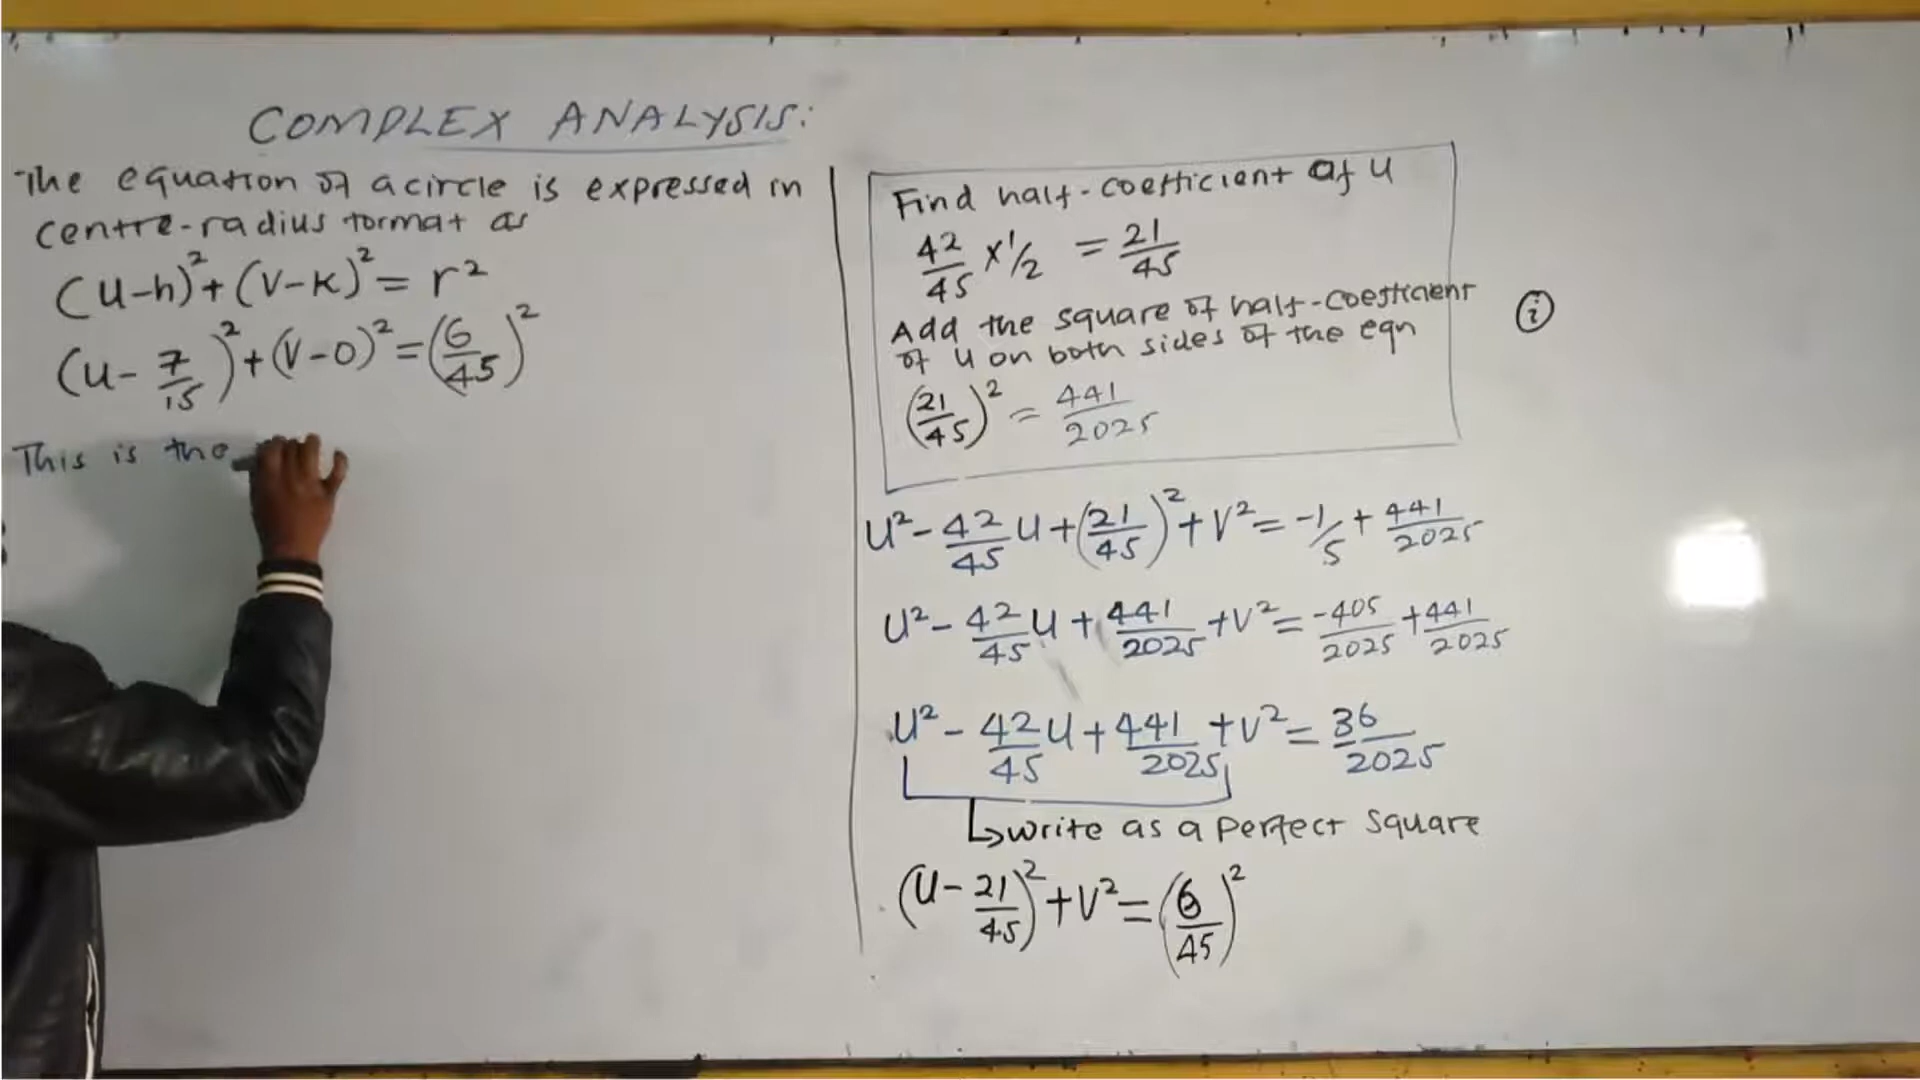 COMPLEX ANALYSIS:
The equation of a circle is expressed in
centre-radius format as
(U-h)² + (V-K)² = r²
(U - 7/15)² + (V-0)² = (6/45)²
This is the
Find half-coefficient of U
42/45 x 1/2 = 21/45
Add the square of half-coefficient
of U on both sides of the eqn
(21/45)² = 441/2025
(i)
U² - 42/45 U + (21/45)² + V² = -1/5 + 441/2025
U² - 42/45 U + 441/2025 + V² = -405/2025 + 441/2025
U² - 42/45 U + 441/2025 + V² = 36/2025
↳ write as a perfect square
(U - 21/45)² + V² = (6/45)²